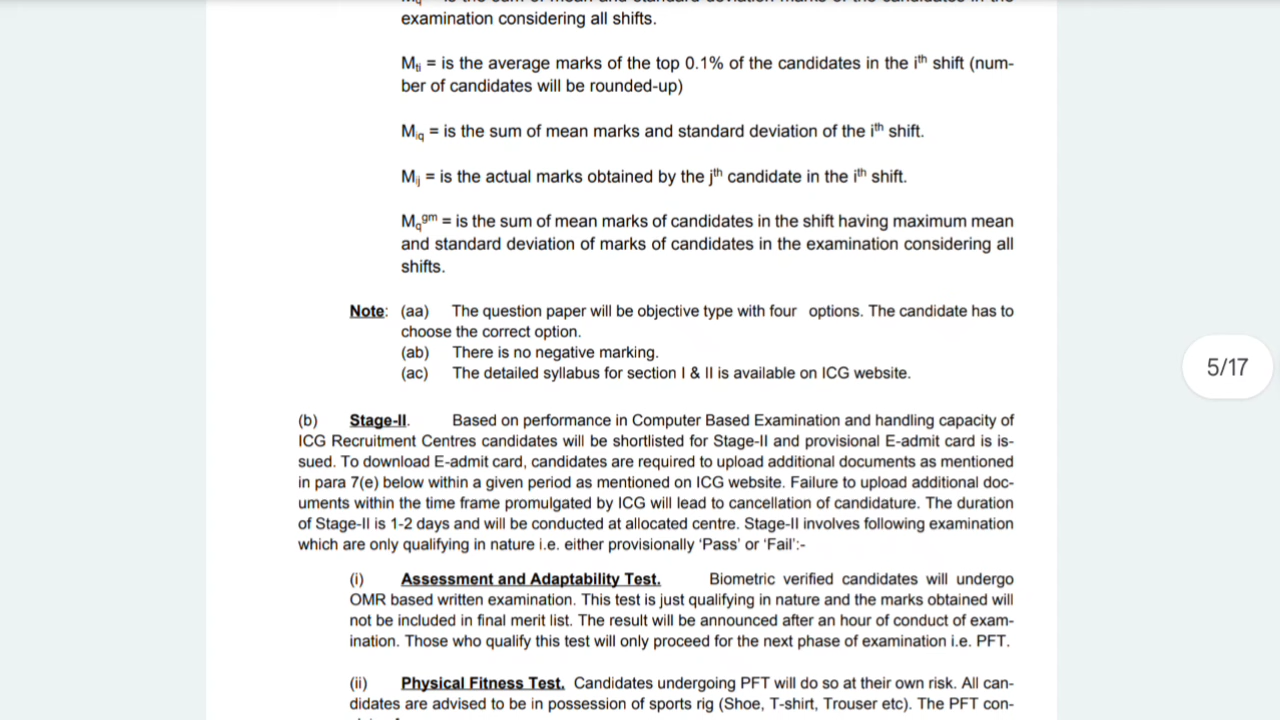 examination considering all shifts.
Mti = is the average marks of the top 0.1% of the candidates in the ith shift (num-
ber of candidates will be rounded-up)
Miq = is the sum of mean marks and standard deviation of the ith shift.
Mij = is the actual marks obtained by the jth candidate in the ith shift.
Mqgm = is the sum of mean marks of candidates in the shift having maximum mean
and standard deviation of marks of candidates in the examination considering all
shifts.
Note: (aa) The question paper will be objective type with four options. The candidate has to
choose the correct option.
(ab) There is no negative marking.
(ac) The detailed syllabus for section I & II is available on ICG website.
5/17
(b) Stage-II. Based on performance in Computer Based Examination and handling capacity of
ICG Recruitment Centres candidates will be shortlisted for Stage-II and provisional E-admit card is is-
sued. To download E-admit card, candidates are required to upload additional documents as mentioned
in para 7(e) below within a given period as mentioned on ICG website. Failure to upload additional doc-
uments within the time frame promulgated by ICG will lead to cancellation of candidature. The duration
of Stage-II is 1-2 days and will be conducted at allocated centre. Stage-II involves following examination
which are only qualifying in nature i.e. either provisionally 'Pass' or 'Fail':-
(i) Assessment and Adaptability Test. Biometric verified candidates will undergo
OMR based written examination. This test is just qualifying in nature and the marks obtained will
not be included in final merit list. The result will be announced after an hour of conduct of exam-
ination. Those who qualify this test will only proceed for the next phase of examination i.e. PFT.
(ii) Physical Fitness Test. Candidates undergoing PFT will do so at their own risk. All can-
didates are advised to be in possession of sports rig (Shoe, T-shirt, Trouser etc). The PFT con-